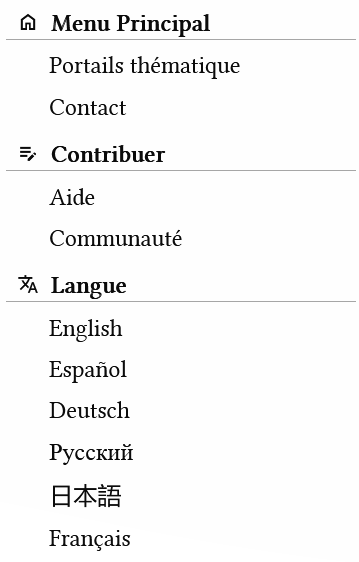 Menu Principal
Portails thématique
Contact
Contribuer
Aide
Communauté
Langue
English
Español
Deutsch
Русский
日本語
Français